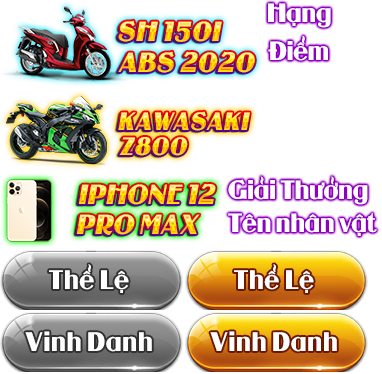 SH 150I
ABS 2020
Hạng
Điểm
KAWASAKI
Z800
IPHONE 12
PRO MAX
Giải Thưởng
Tên nhân vật
Thể Lệ
Thể Lệ
Vinh Danh
Vinh Danh